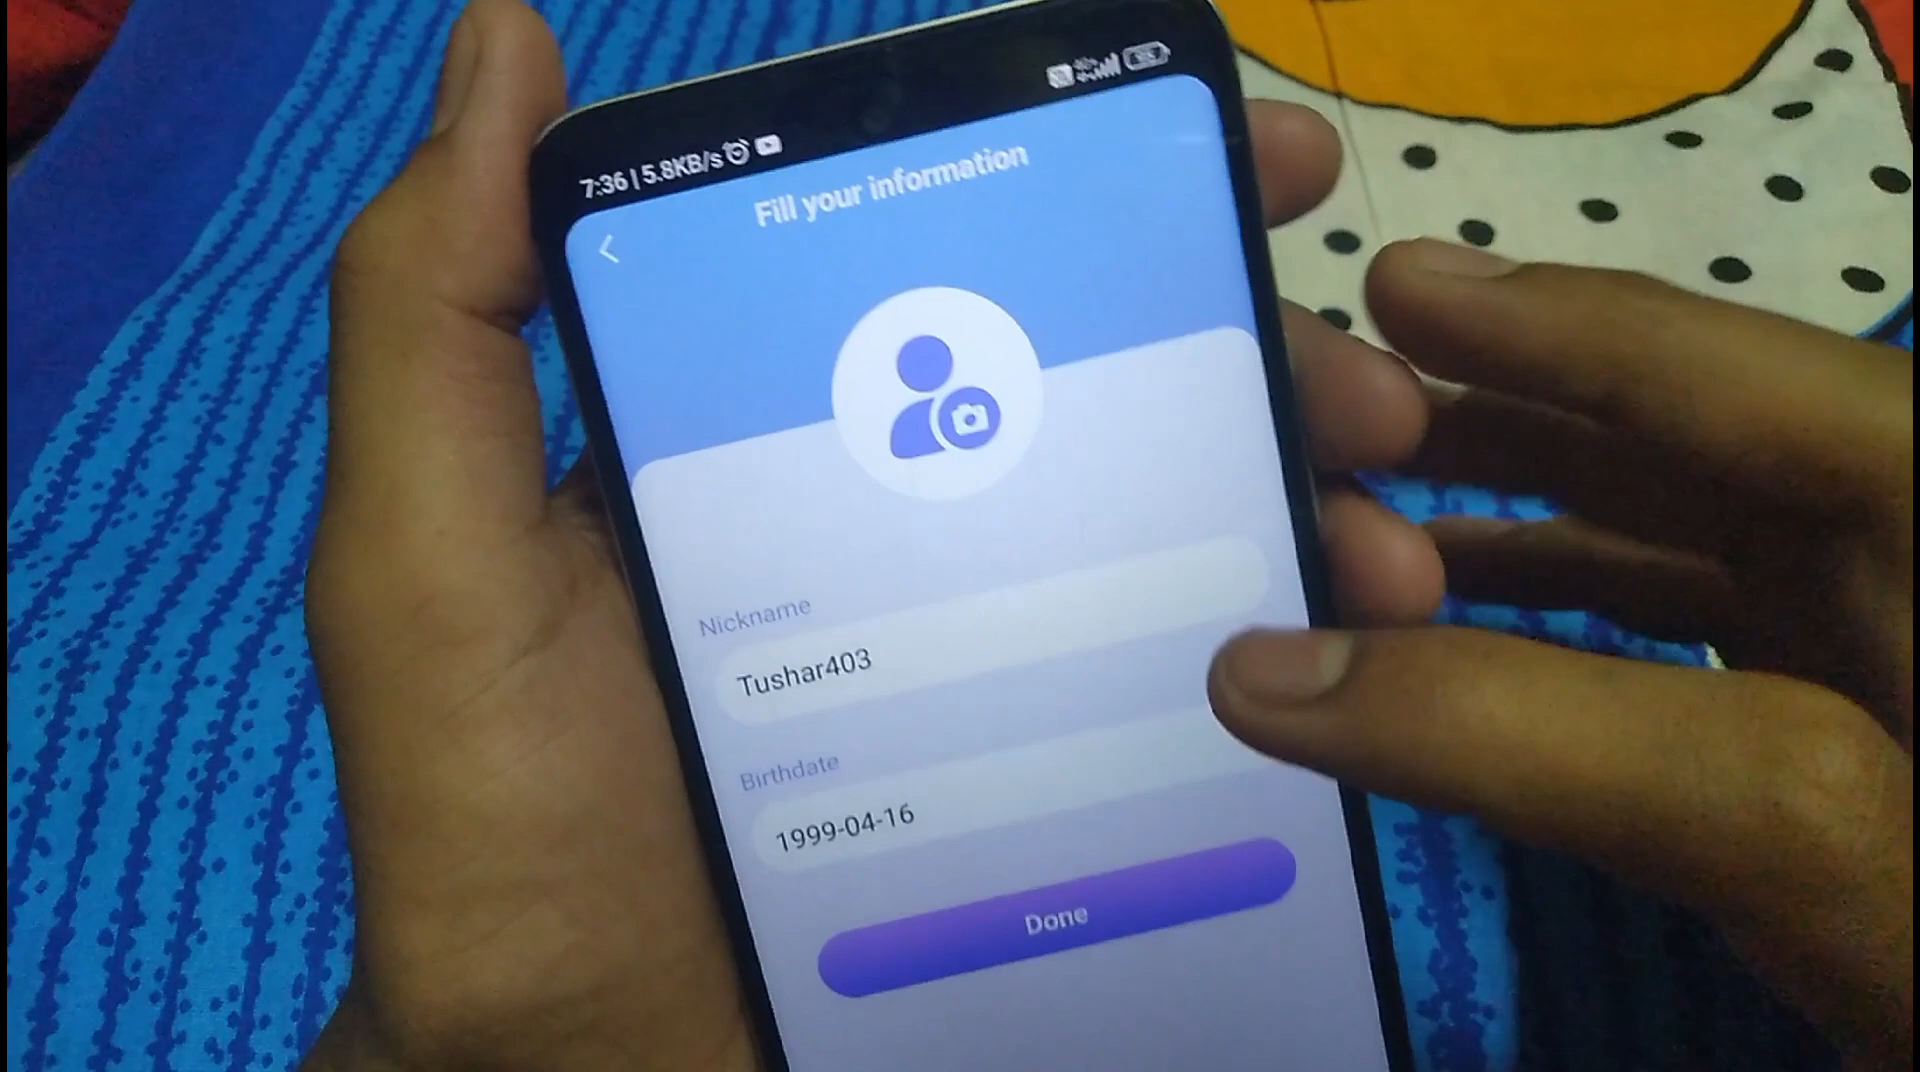 7:36 | 5.8KB/s
Fill your information
Nickname
Tushar403
Birthdate
1999-04-16
Done